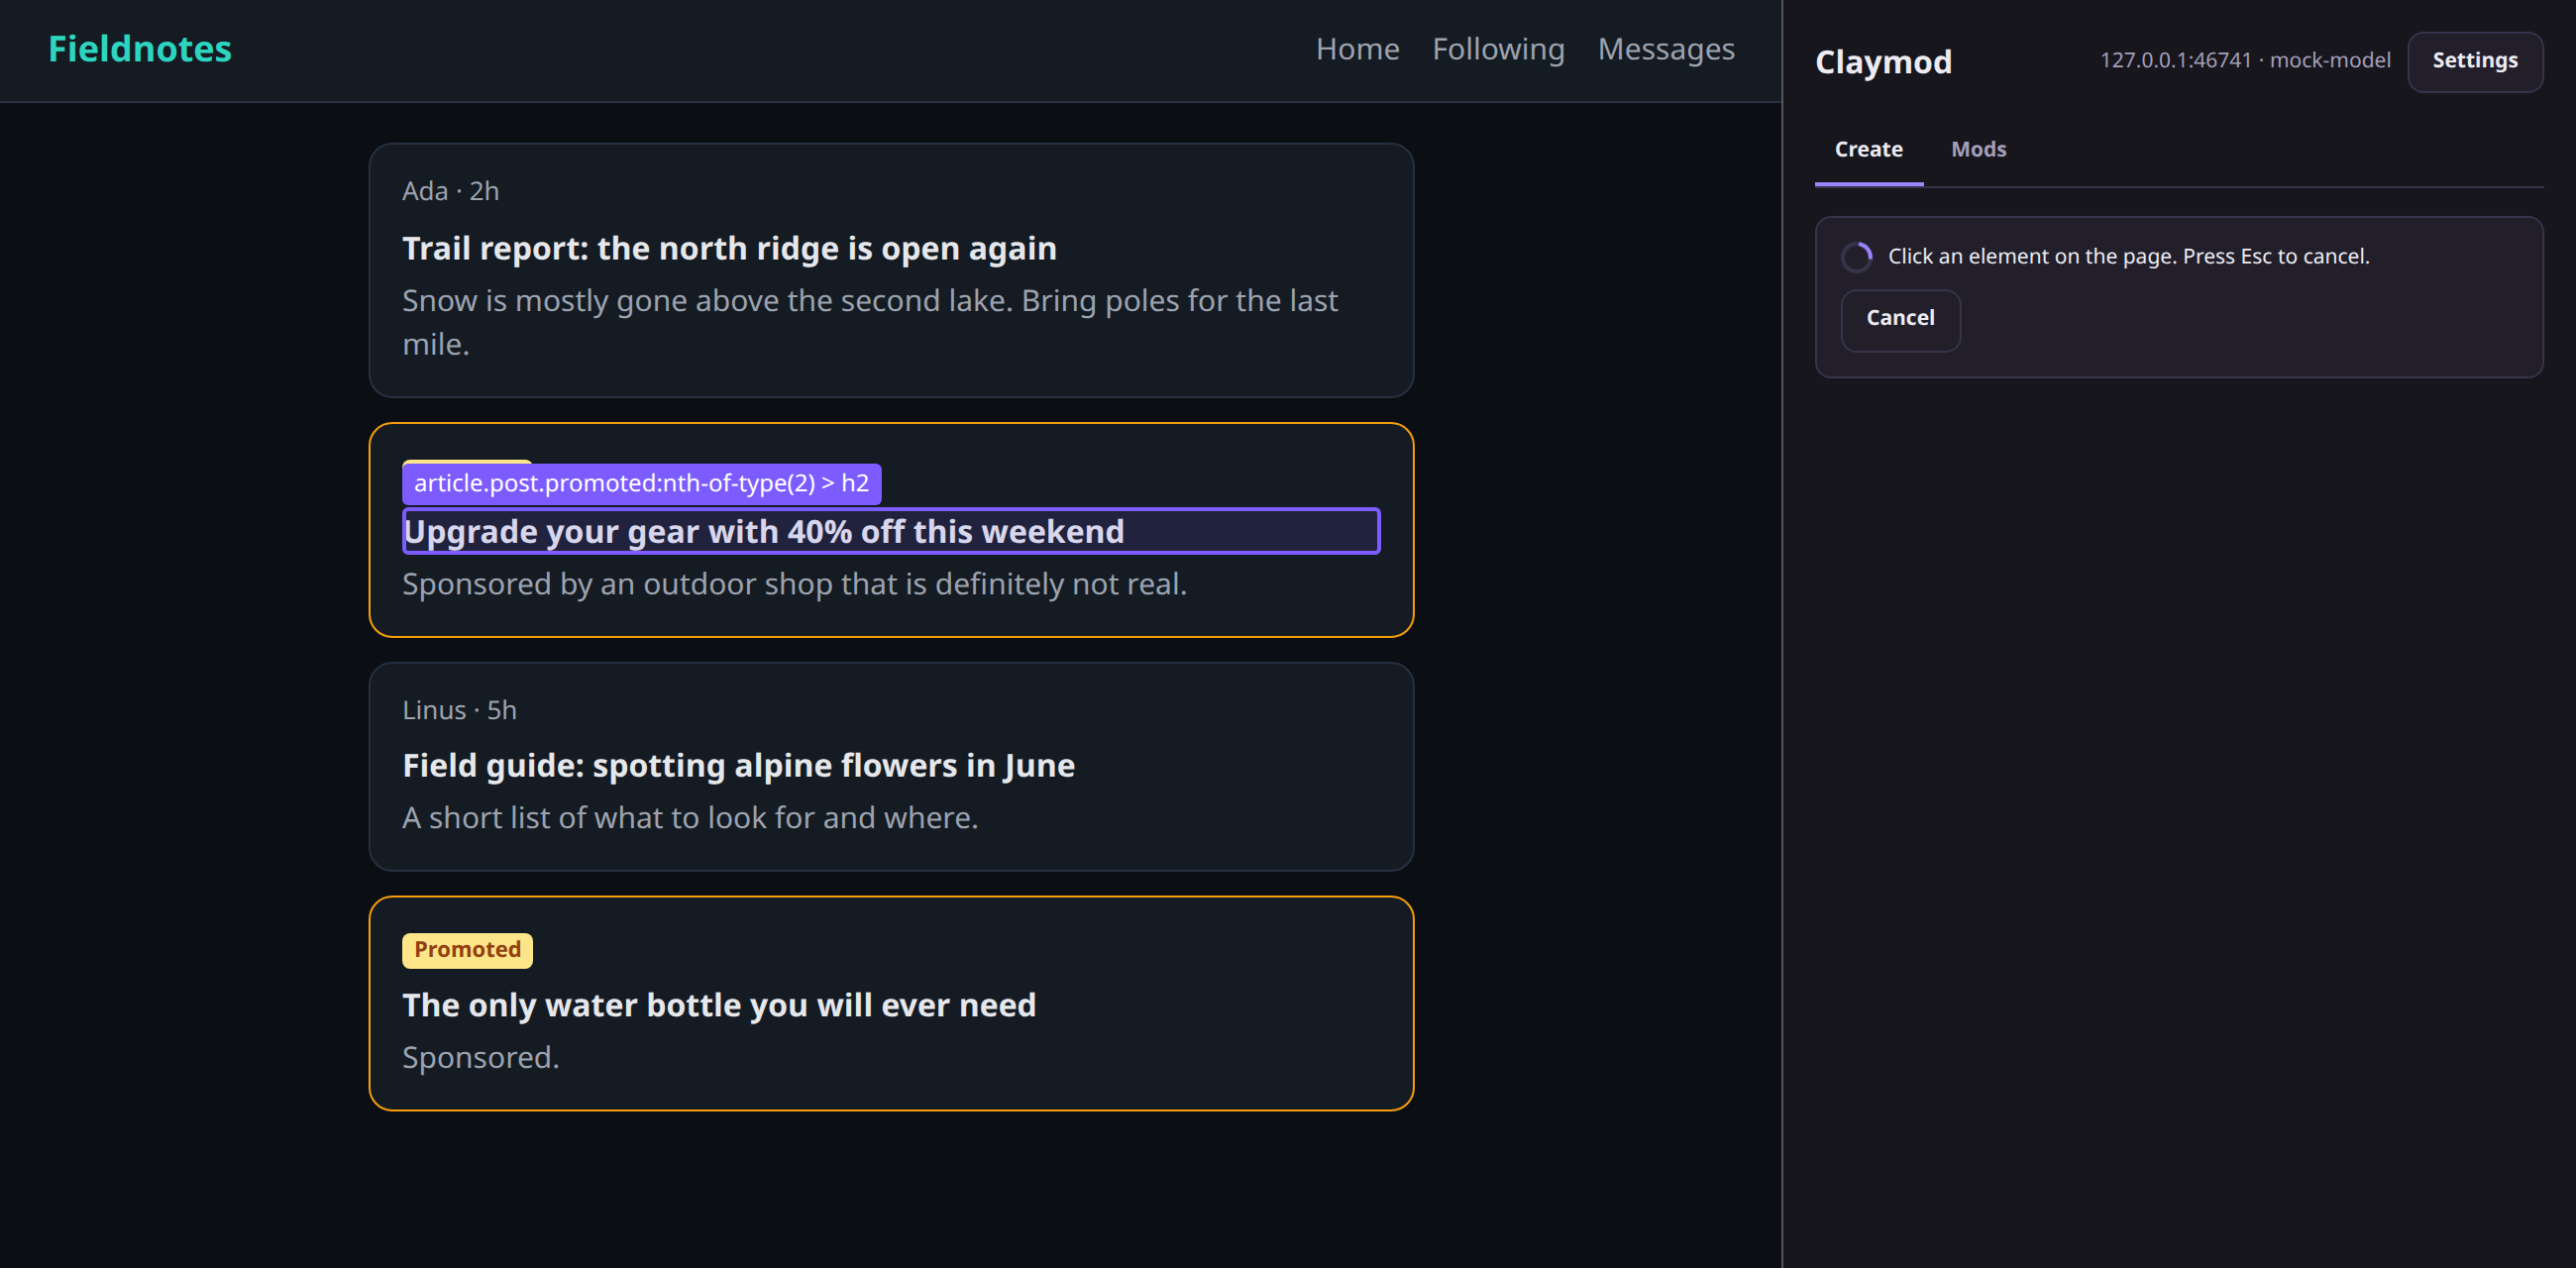 Fieldnotes
Home Following Messages
Ada · 2h
Trail report: the north ridge is open again
Snow is mostly gone above the second lake. Bring poles for the last
mile.
article.post.promoted:nth-of-type(2) > h2
Upgrade your gear with 40% off this weekend
Sponsored by an outdoor shop that is definitely not real.
Linus · 5h
Field guide: spotting alpine flowers in June
A short list of what to look for and where.
Promoted
The only water bottle you will ever need
Sponsored.
Claymod
127.0.0.1:46741 · mock-model
Settings
Create Mods
Click an element on the page. Press Esc to cancel.
Cancel